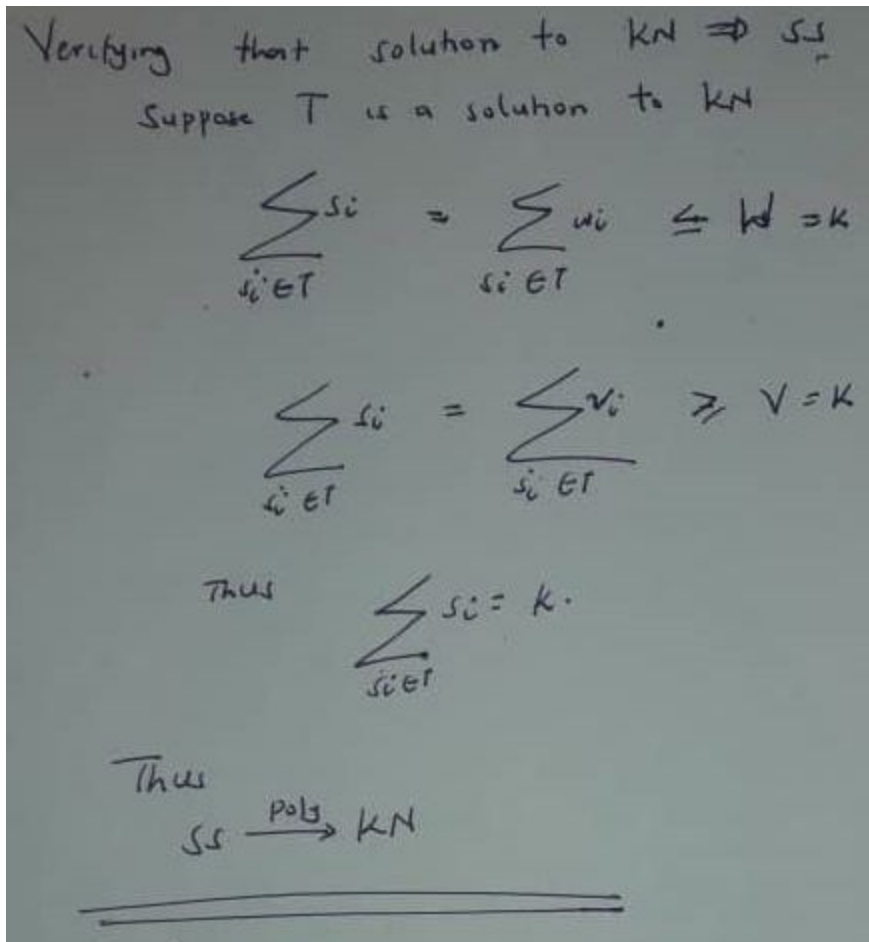 Verifying that solution to KN ⇒ SS
Suppose T is a solution to KN
∑ si = ∑ wi ≤ W = K
si ∈ T si ∈ T
∑ si = ∑ vi ≥ V = K
si ∈ T si ∈ T
Thus ∑ si = K.
si ∈ T
Thus
SS poly → KN